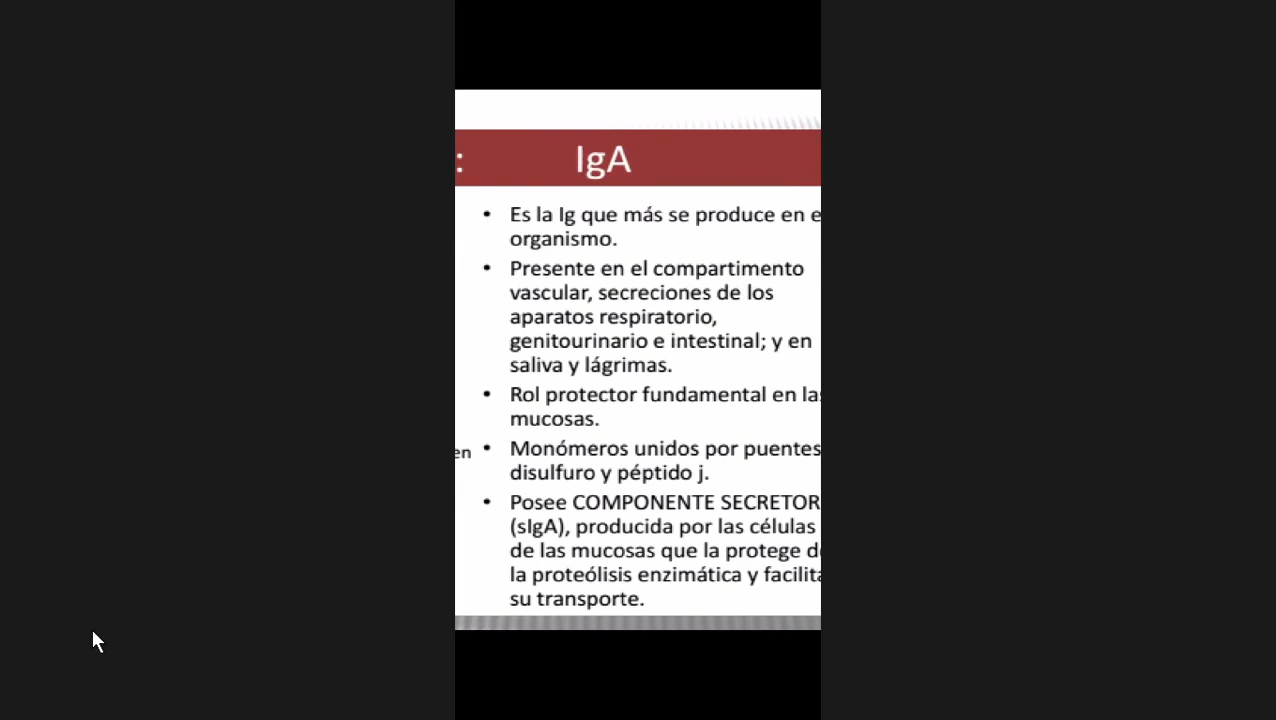 : IgA
• Es la Ig que más se produce en e
organismo.
• Presente en el compartimento
vascular, secreciones de los
aparatos respiratorio,
genitourinario e intestinal; y en
saliva y lágrimas.
• Rol protector fundamental en las
mucosas.
en
• Monómeros unidos por puentes
disulfuro y péptido j.
• Posee COMPONENTE SECRETOR
(sIgA), producida por las células
de las mucosas que la protege d
la proteólisis enzimática y facilita
su transporte.